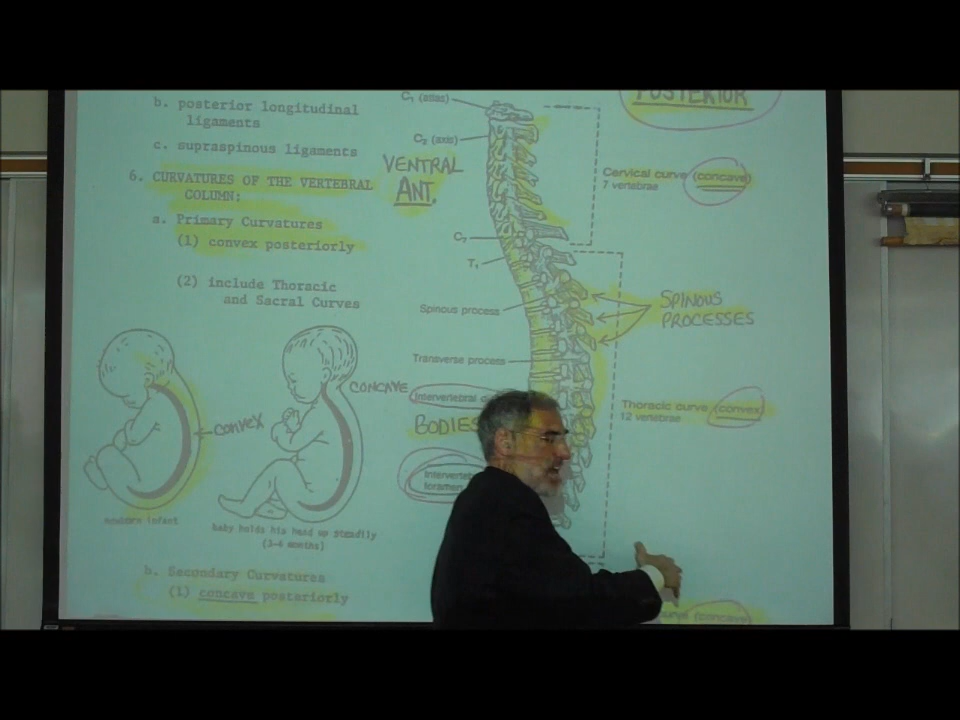 b. posterior longitudinal
ligaments
c. supraspinous ligaments
6. CURVATURES OF THE VERTEBRAL
COLUMN:
a. Primary Curvatures
(1) convex posteriorly
(2) include Thoracic
and Sacral Curves
CONVEX
newborn infant
CONCAVE
baby holds his head up steadily
(3-6 months)
b. Secondary Curvatures
(1) concave posteriorly
C1 (atlas)
C2 (axis)
VENTRAL
ANT.
C7
T1
Spinous process
Transverse process
Intervertebral
BODIES
foramen
POSTERIOR
Cervical curve (concave)
7 vertebrae
SPINOUS
PROCESSES
Thoracic curve (convex)
12 vertebrae
curve (concave)